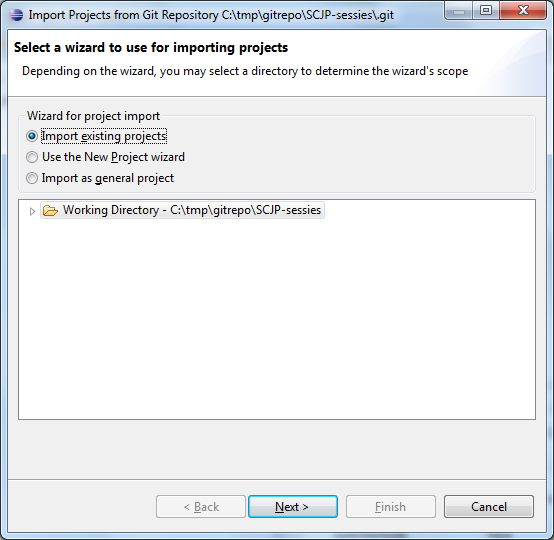 Import Projects from Git Repository C:\tmp\gitrepo\SCJP-sessies\.git
Select a wizard to use for importing projects
Depending on the wizard, you may select a directory to determine the wizard's scope
Wizard for project import
Import existing projects
Use the New Project wizard
Import as general project
Working Directory - C:\tmp\gitrepo\SCJP-sessies
< Back
Next >
Finish
Cancel